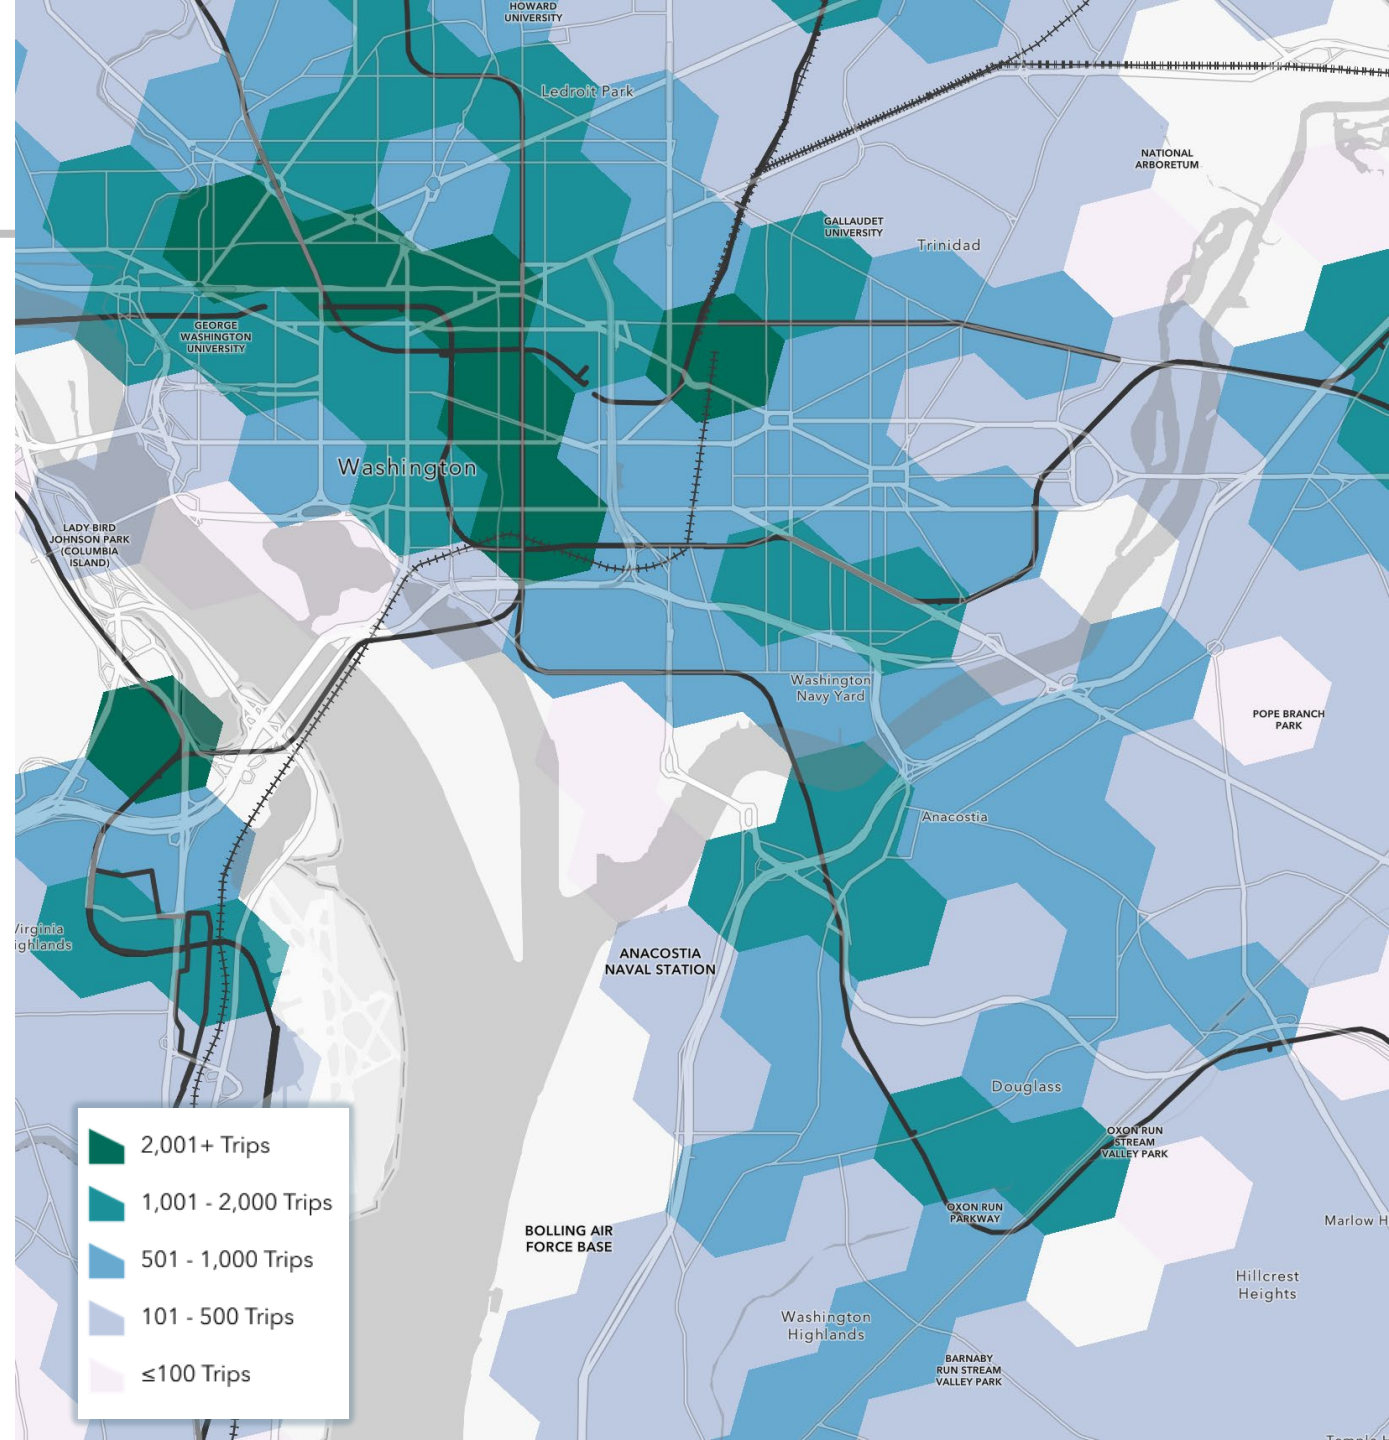 HOWARD
UNIVERSITY
Ledroit Park
NATIONAL
ARBORETUM
GALLAUDET
UNIVERSITY
Trinidad
GEORGE
WASHINGTON
UNIVERSITY
Washington
LADY BIRD
JOHNSON PARK
(COLUMBIA
ISLAND)
Washington
Navy Yard
POPE BRANCH
PARK
Anacostia
Virginia
ighlands
ANACOSTIA
NAVAL STATION
Douglass
OXON RUN
STREAM
VALLEY PARK
OXON RUN
PARKWAY
BOLLING AIR
FORCE BASE
Marlow H
Hillcrest
Heights
Washington
Highlands
BARNABY
RUN STREAM
VALLEY PARK
2,001+ Trips
1,001 - 2,000 Trips
501 - 1,000 Trips
101 - 500 Trips
≤100 Trips